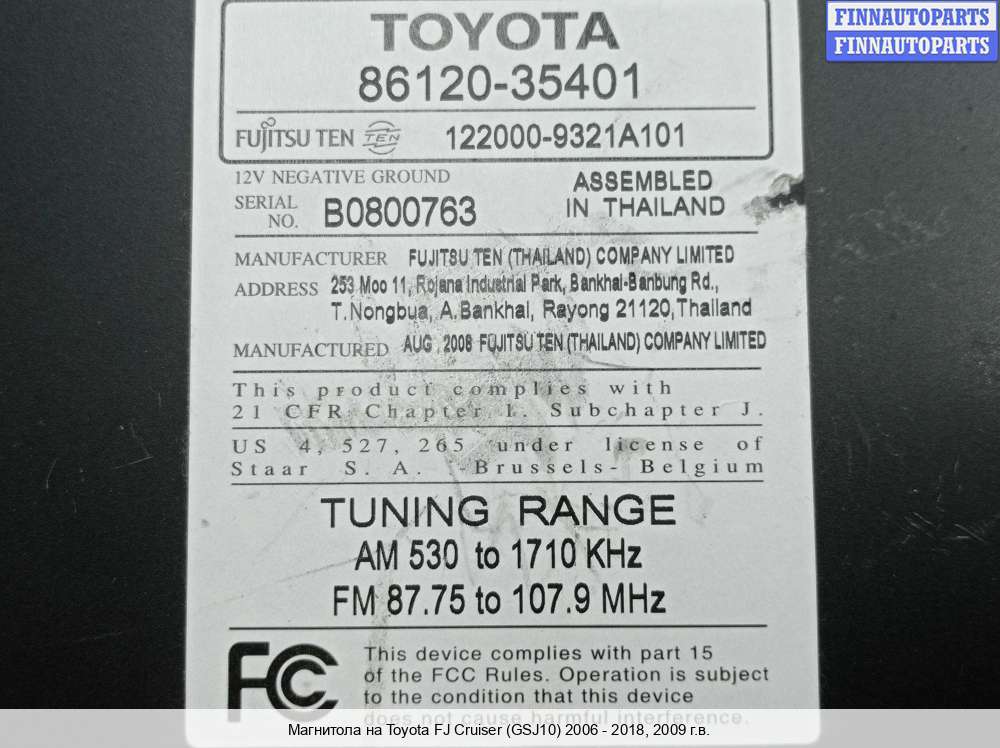 FINNAUTOPARTS
FINNAUTOPARTS
TOYOTA
86120-35401
FUJITSU TEN TEN 122000-9321A101
12V NEGATIVE GROUND
ASSEMBLED
IN THAILAND
SERIAL
NO. B0800763
MANUFACTURER FUJITSU TEN (THAILAND) COMPANY LIMITED
ADDRESS 253 Moo 11, Rojana Industrial Park, Bankhai-Banbung Rd.,
T.Nongbua, A.Bankhai, Rayong 21120,Thailand
MANUFACTURED AUG , 2008 FUJITSU TEN (THAILAND) COMPANY LIMITED
This product complies with
21 CFR Chapter I. Subchapter J.
US 4, 527, 265 under license of
Staar S. A. -Brussels- Belgium
TUNING RANGE
AM 530 to 1710 KHz
FM 87.75 to 107.9 MHz
FCC
This device complies with part 15
of the FCC Rules. Operation is subject
to the condition that this device
does not cause harmful interference.
Магнитола на Toyota FJ Cruiser (GSJ10) 2006 - 2018, 2009 г.в.